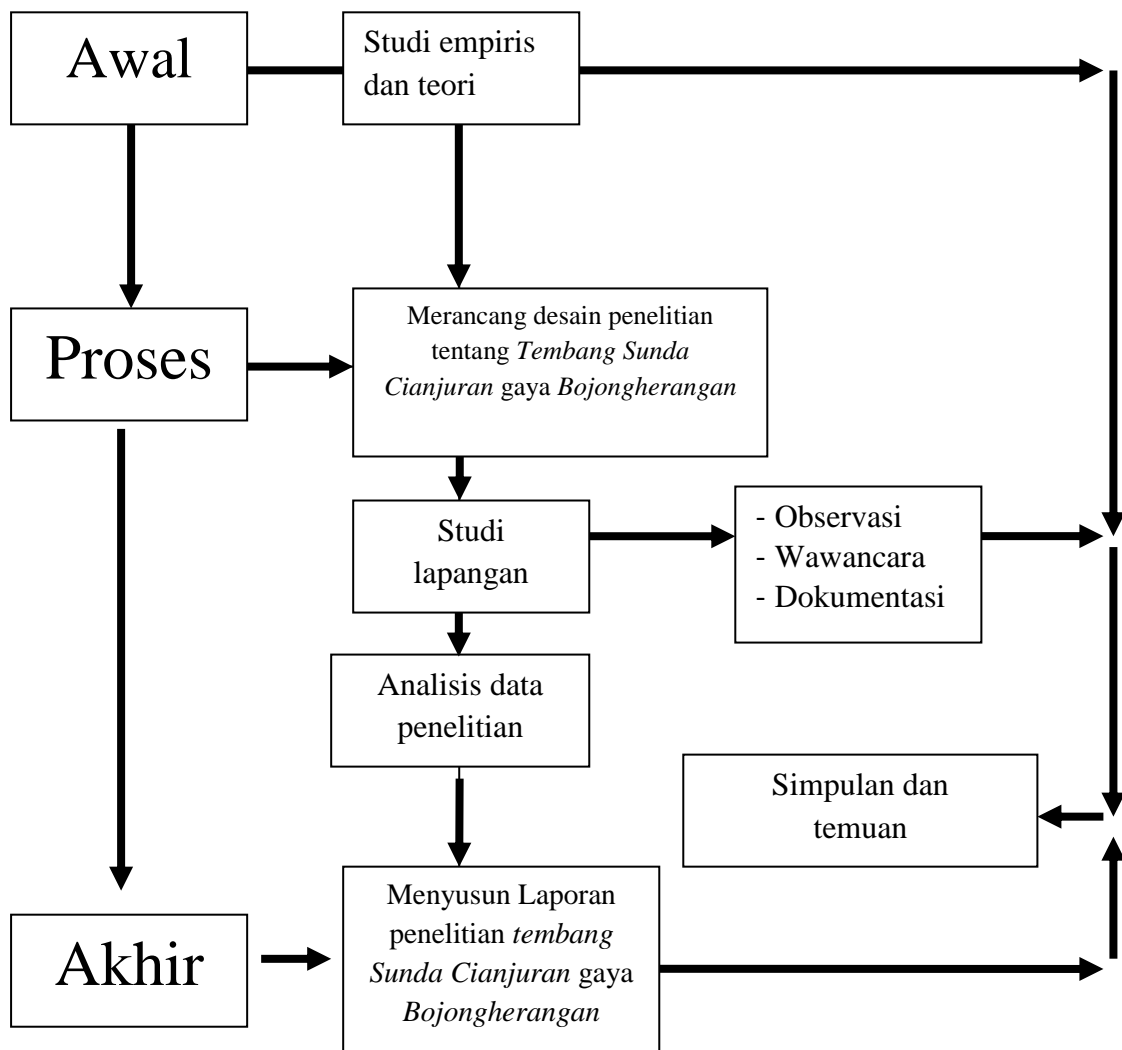 Awal
Studi empiris
dan teori
Proses
Merancang desain penelitian
tentang Tembang Sunda
Cianjuran gaya Bojongherangan
Studi
lapangan
- Observasi
- Wawancara
- Dokumentasi
Analisis data
penelitian
Simpulan dan
temuan
Akhir
Menyusun Laporan
penelitian tembang
Sunda Cianjuran gaya
Bojongherangan